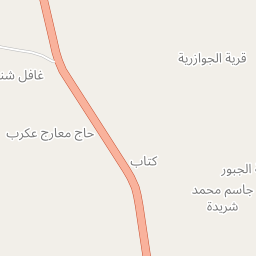 قرية الجوازرية
غافل شن
حاج معارج عكرب
كتاب
الجبور
جاسم محمد
شريدة